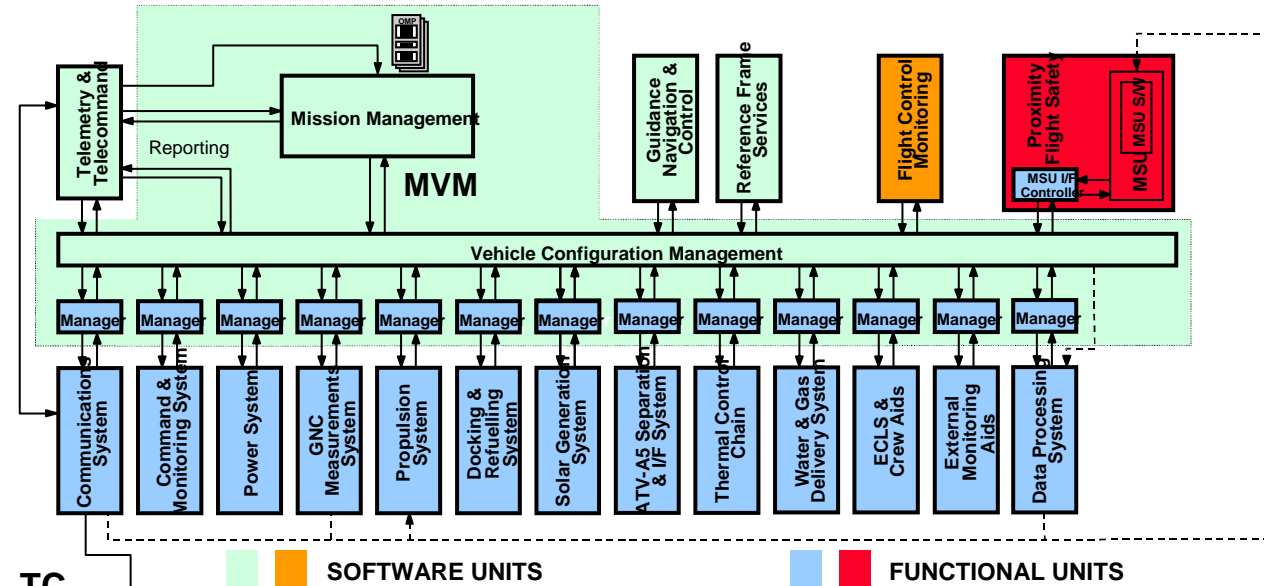 OMP
Telemetry &
Telecommand
Mission Management
Reporting
MVM
Guidance
Navigation &
Control
Reference Frame
Services
Flight Control
Monitoring
Proximity
Flight Safety
MSU
MSU S/W
MSU I/F
Controller
Vehicle Configuration Management
Manager
Manager
Manager
Manager
Manager
Manager
Manager
Manager
Manager
Manager
Manager
Manager
Manager
Communications
System
Command &
Monitoring System
Power System
GNC
Measurements
System
Propulsion
System
Docking &
Refuelling
System
Solar Generation
System
ATV-A5 Separation
& I/F System
Thermal Control
Chain
Water & Gas
Delivery System
ECLS &
Crew Aids
External
Monitoring
Aids
Data Processing
System
TC
SOFTWARE UNITS
FUNCTIONAL UNITS